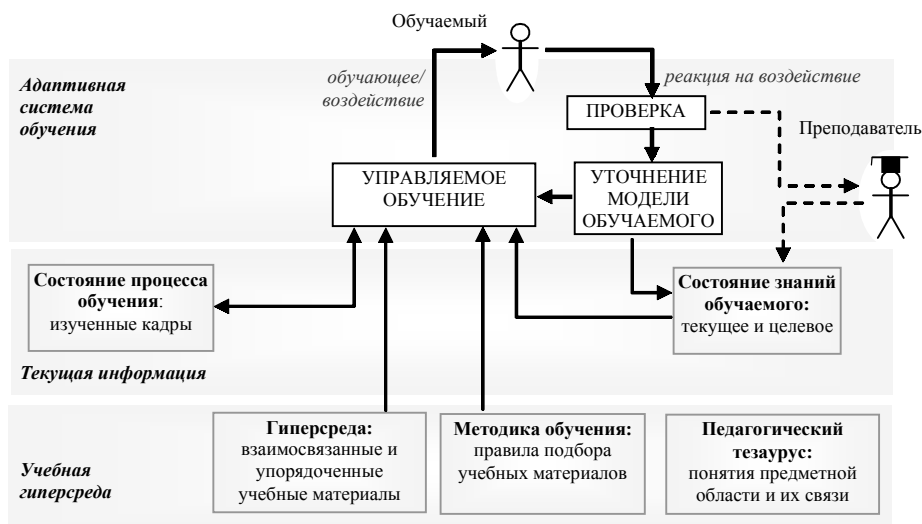 Обучаемый
Адаптивная
система
обучения
обучающее/
воздействие
реакция на воздействие
ПРОВЕРКА
Преподаватель
УПРАВЛЯЕМОЕ
ОБУЧЕНИЕ
УТОЧНЕНИЕ
МОДЕЛИ
ОБУЧАЕМОГО
Состояние процесса
обучения:
изученные кадры
Состояние знаний
обучаемого:
текущее и целевое
Текущая информация
Учебная
гиперсреда
Гиперсреда:
взаимосвязанные и
упорядоченные
учебные материалы
Методика обучения:
правила подбора
учебных материалов
Педагогический
тезаурус:
понятия предметной
области и их связи